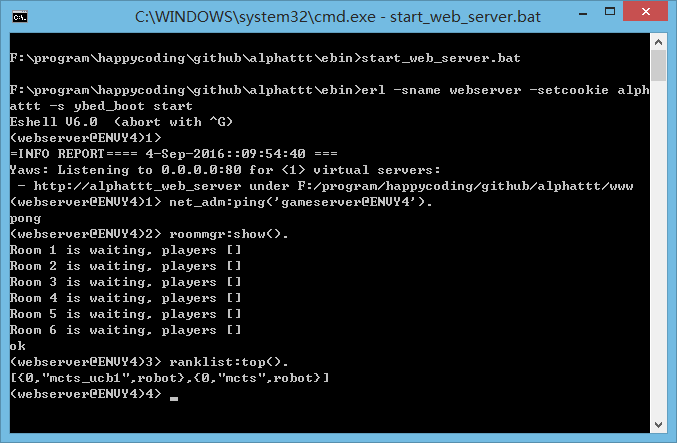 C:\WINDOWS\system32\cmd.exe - start_web_server.bat
F:\program\happycoding\github\alphattt\ebin>start_web_server.bat
F:\program\happycoding\github\alphattt\ebin>erl -sname webserver -setcookie alph
attt -s ybed_boot start
Eshell V6.0  (abort with ^G)
(webserver@ENVY4)1>
=INFO REPORT==== 4-Sep-2016::09:54:40 ===
Yaws: Listening to 0.0.0.0:80 for <1> virtual servers:
 - http://alphattt_web_server under F:/program/happycoding/github/alphattt/www
(webserver@ENVY4)1> net_adm:ping('gameserver@ENVY4').
pong
(webserver@ENVY4)2> roommgr:show().
Room 1 is waiting, players []
Room 2 is waiting, players []
Room 3 is waiting, players []
Room 4 is waiting, players []
Room 5 is waiting, players []
Room 6 is waiting, players []
ok
(webserver@ENVY4)3> ranklist:top().
[{0,"mcts_ucb1",robot},{0,"mcts",robot}]
(webserver@ENVY4)4> _